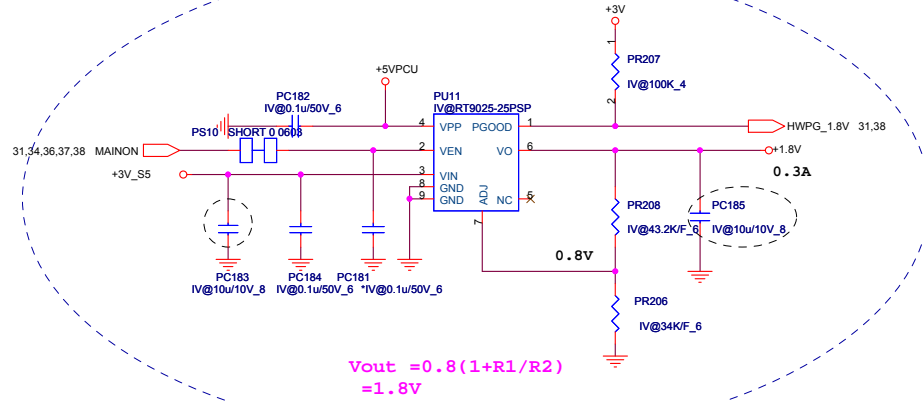 +3V
PR207
IV@100K_4
1
2
+5VPCU
PC182
IV@0.1u/50V_6
PU11
IV@RT9025-25PSP
4 VPP PGOOD 1
HWPG_1.8V 31,38
PS10 SHORT 0 0603
31,34,36,37,38 MAINON
2 VEN VO 6
+1.8V
0.3A
+3V_S5
3 VIN
8 GND
9 GND
ADJ
7
NC 5
PR208
IV@43.2K/F_6
PC185
IV@10u/10V_8
0.8V
PC183
IV@10u/10V_8
PC184
IV@0.1u/50V_6
PC181
*IV@0.1u/50V_6
PR206
IV@34K/F_6
Vout =0.8(1+R1/R2)
=1.8V